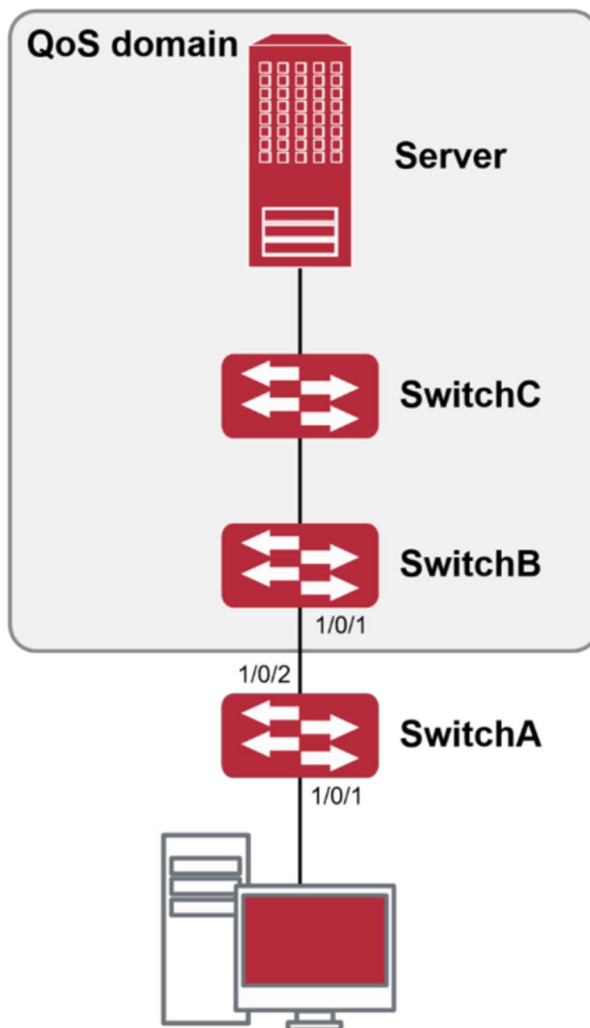 QoS domain
Server
SwitchC
SwitchB
1/0/1
1/0/2
SwitchA
1/0/1